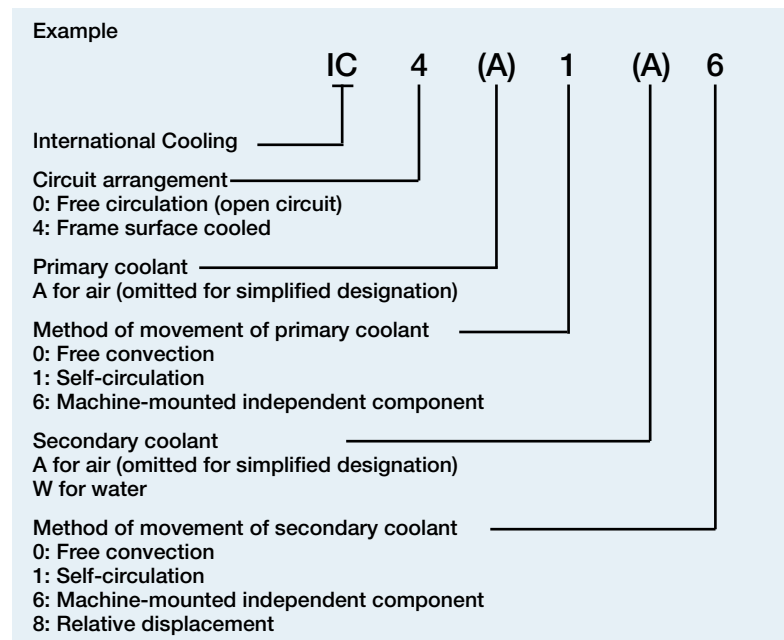 Example
IC 4 (A) 1 (A) 6
International Cooling
Circuit arrangement
0: Free circulation (open circuit)
4: Frame surface cooled
Primary coolant
A for air (omitted for simplified designation)
Method of movement of primary coolant
0: Free convection
1: Self-circulation
6: Machine-mounted independent component
Secondary coolant
A for air (omitted for simplified designation)
W for water
Method of movement of secondary coolant
0: Free convection
1: Self-circulation
6: Machine-mounted independent component
8: Relative displacement